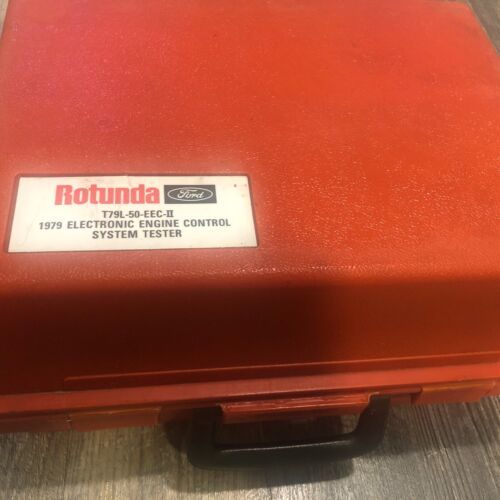 Rotunda Ford
T79L-50-EEC-II
1979 ELECTRONIC ENGINE CONTROL
SYSTEM TESTER